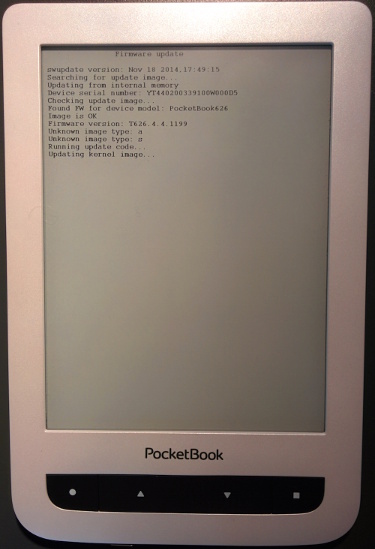 Firmware update
swupdate version: Nov 18 2014.17:49:15
Searching for update image...
Updating from internal memory
Device serial number: YT440200339100W000D5
Checking update image...
Found FW for device model: PocketBook626
Image is OK
Firmware version: T626.4.4.1199
Unknown image type: a
Unknown image type: s
Running update code...
Updating kernel image...
PocketBook